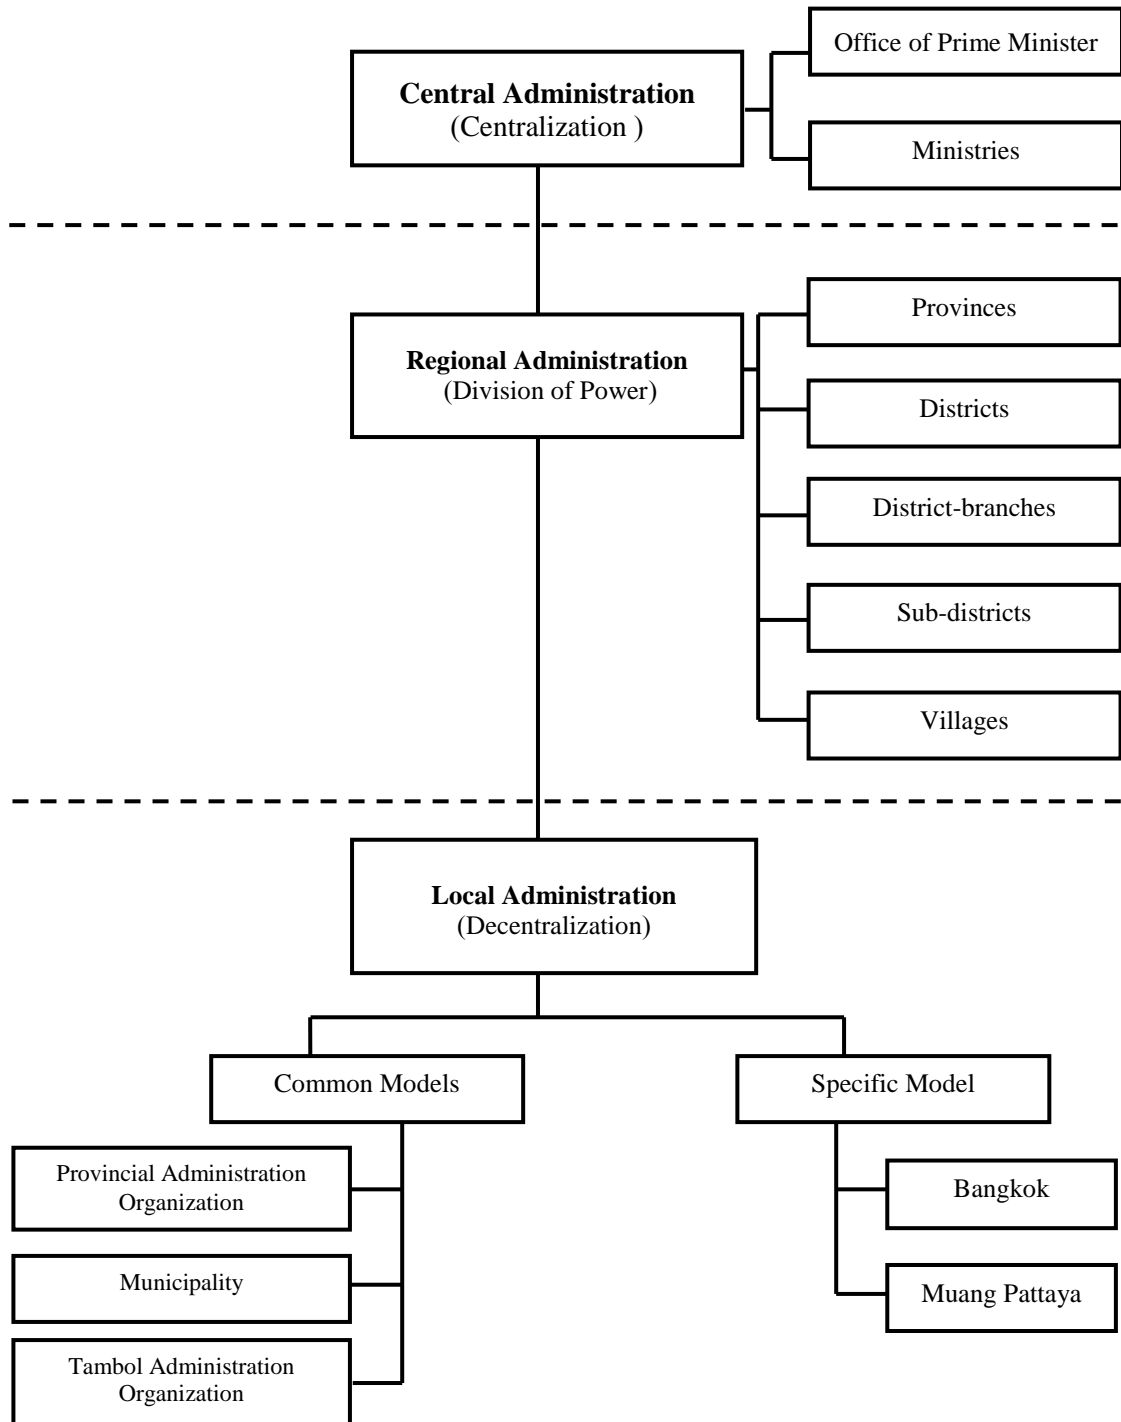 Office of Prime Minister
Central Administration
(Centralization )
Ministries
Provinces
Regional Administration
(Division of Power)
Districts
District-branches
Sub-districts
Villages
Local Administration
(Decentralization)
Common Models
Specific Model
Provincial Administration
Organization
Bangkok
Municipality
Muang Pattaya
Tambol Administration
Organization